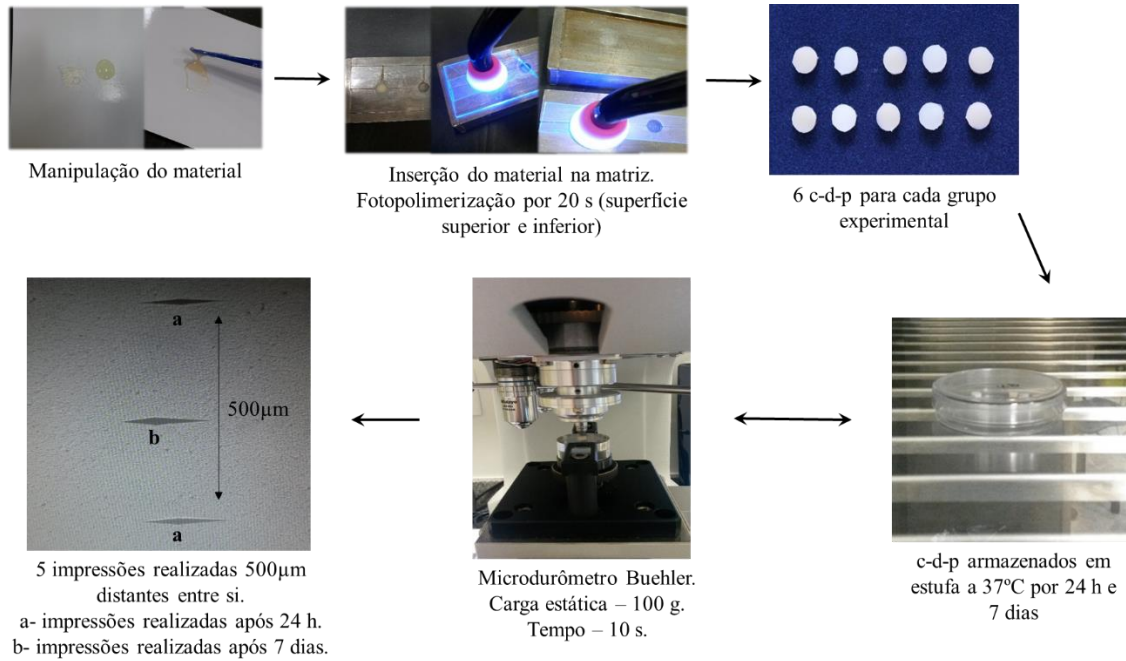 Manipulação do material
Inserção do material na matriz.
Fotopolimerização por 20 s (superfície
superior e inferior)
6 c-d-p para cada grupo
experimental
a
500µm
b
a
5 impressões realizadas 500µm
distantes entre si.
a- impressões realizadas após 24 h.
b- impressões realizadas após 7 dias.
Microdurômetro Buehler.
Carga estática – 100 g.
Tempo – 10 s.
c-d-p armazenados em
estufa a 37ºC por 24 h e
7 dias